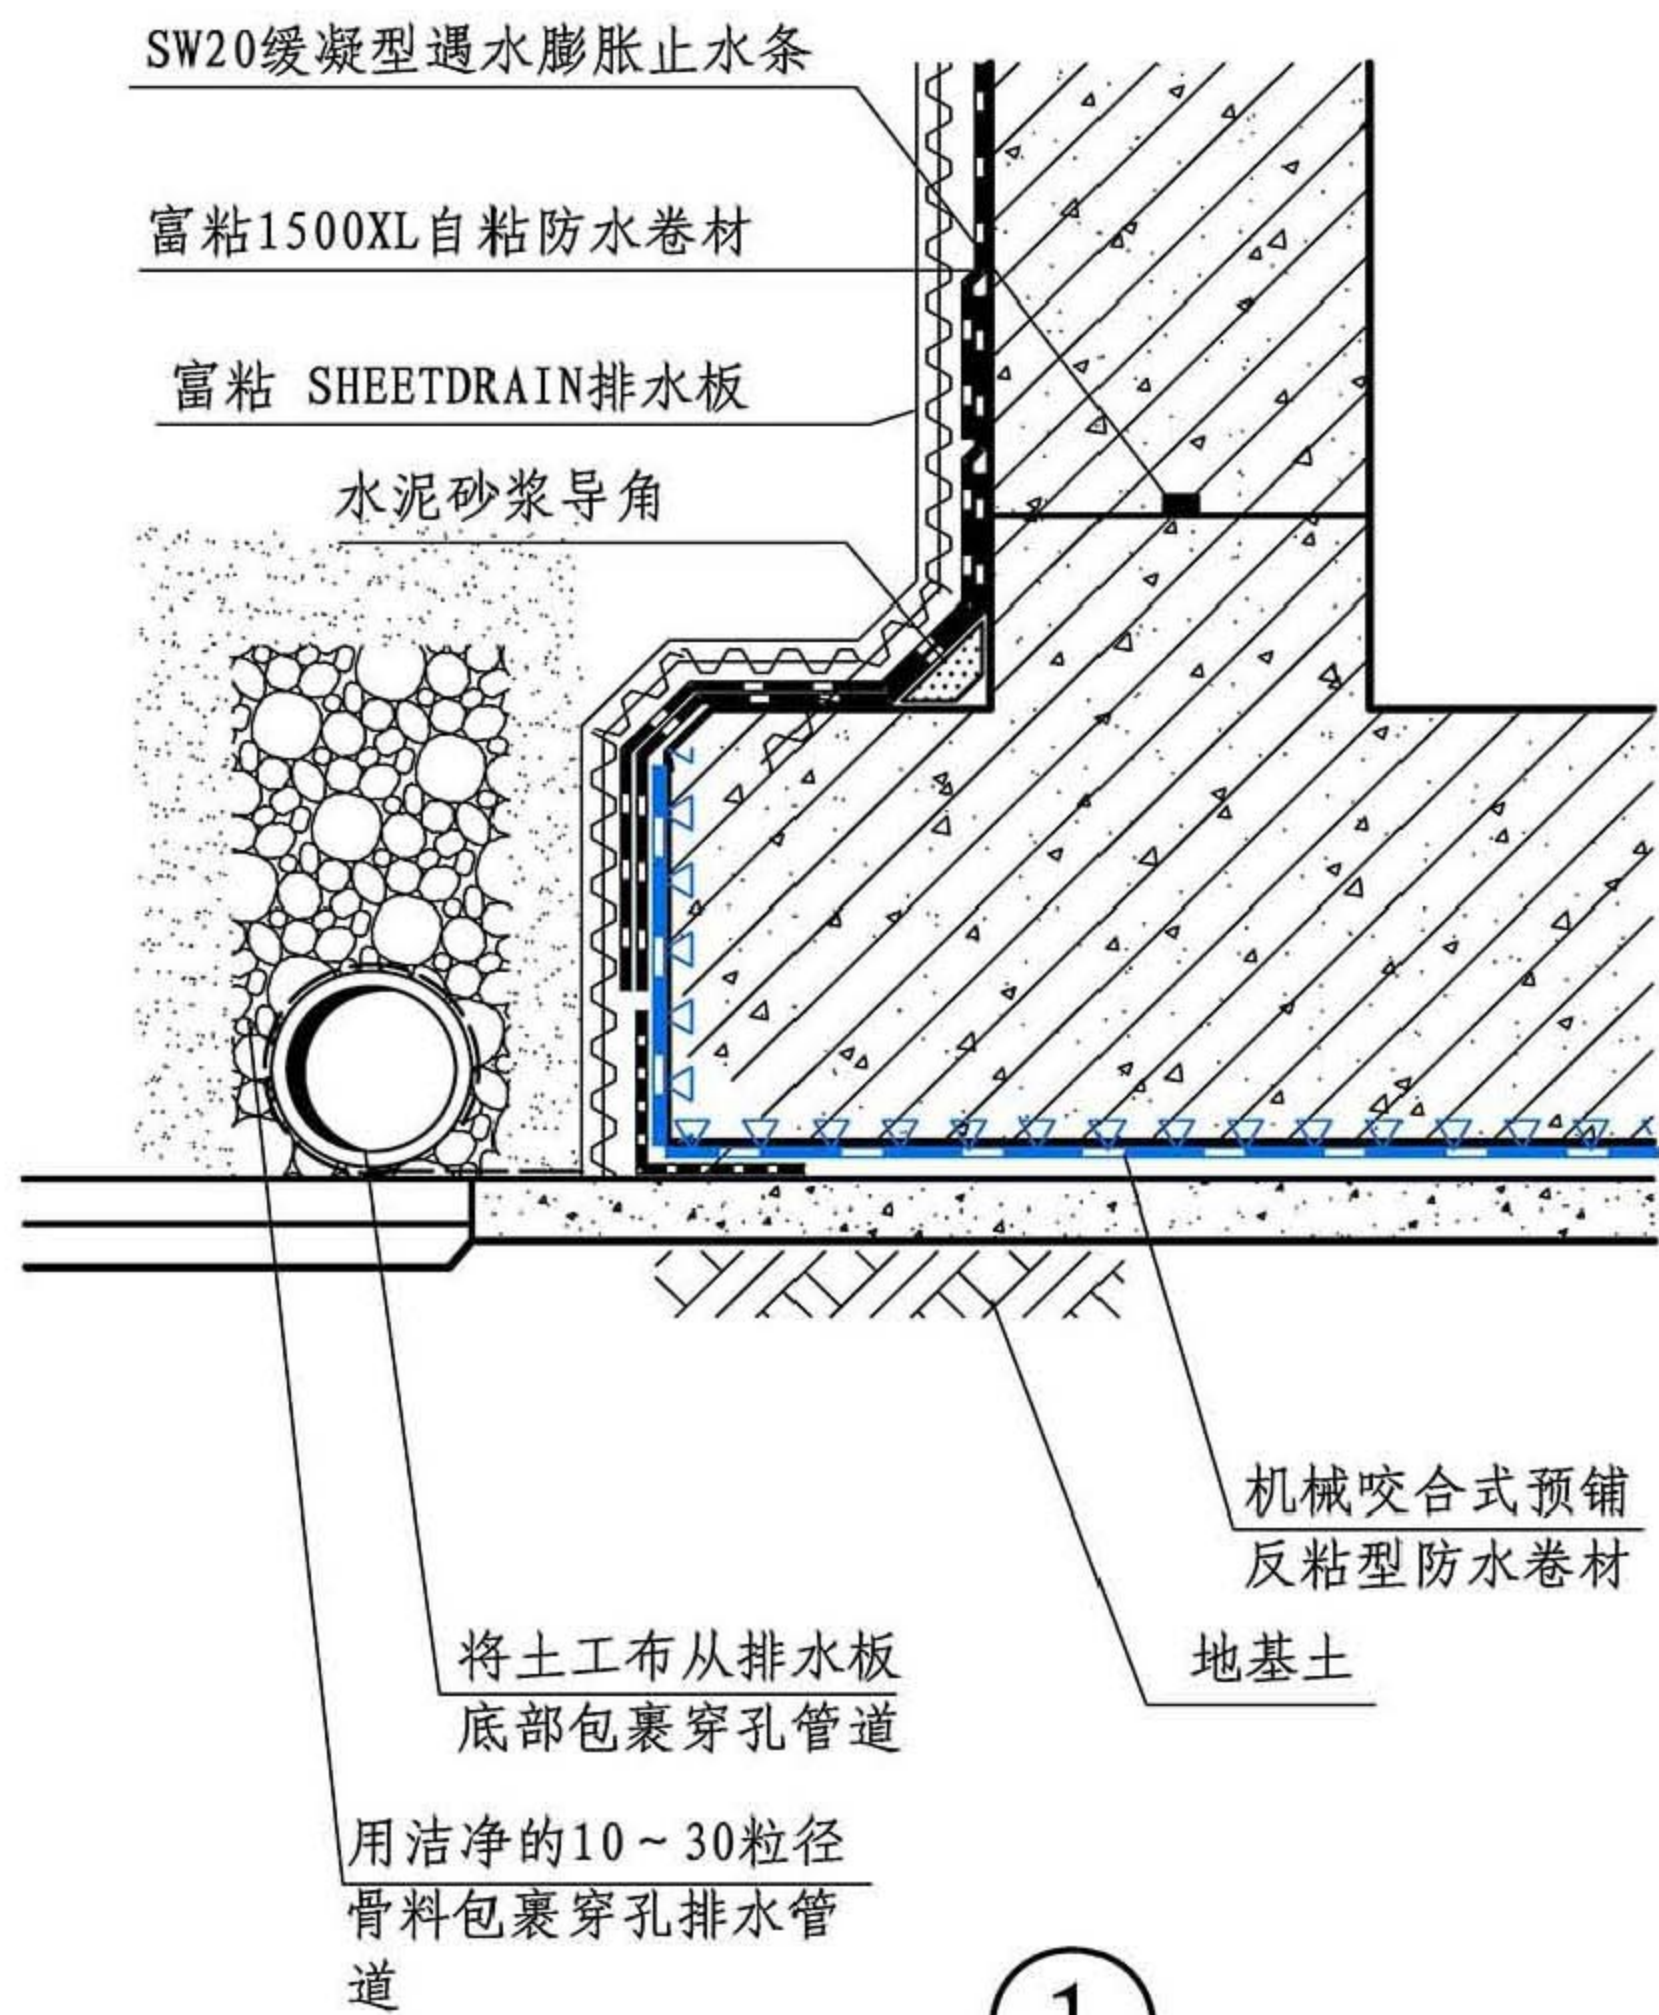 SW20缓凝型遇水膨胀止水条
富粘1500XL自粘防水卷材
富粘 SHEETDRAIN排水板
水泥砂浆导角
机械咬合式预铺
反粘型防水卷材
地基土
将土工布从排水板
底部包裹穿孔管道
用洁净的10~30粒径
骨料包裹穿孔排水管
道
1